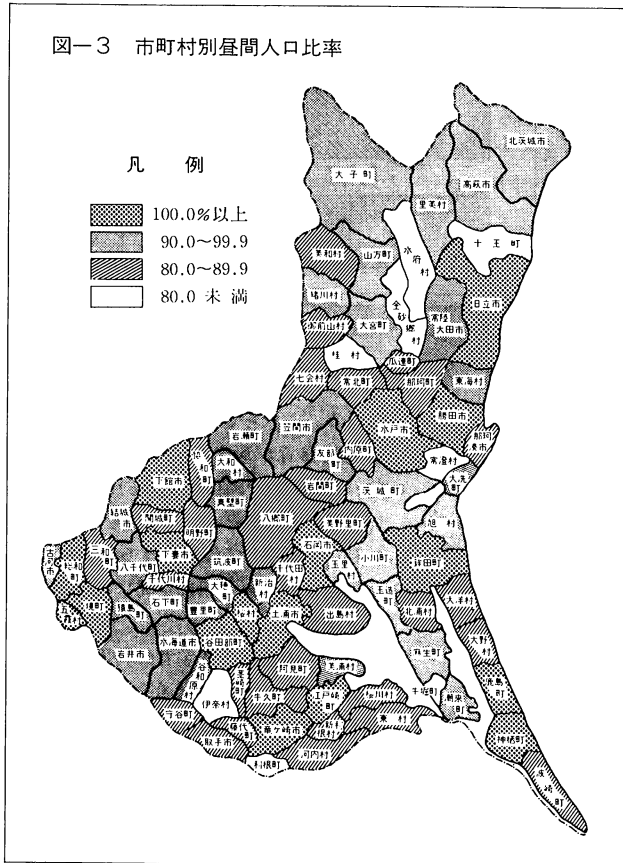 図―3 市町村別昼間人口比率
凡 例
100.0%以上
90.0～99.9
80.0～89.9
80.0 未満
北茨城市
大子町
高萩市
里美村
十王町
水府村
美和村
山方町
日立市
緒川村
金砂郷村
常陸太田市
大宮町
御前山村
桂村
瓜連町
七会村
常北町
那珂町
東海村
勝田市
笠間市
水戸市
那珂湊市
岩瀬町
友部町
内原町
常澄村
大洗町
協和町
大和村
下館市
岩間町
茨城町
真壁町
旭村
結城市
関城町
八郷町
美野里町
明野町
石岡市
小川町
鉾田町
古河市
総和町
三和町
八千代町
下妻市
筑波町
千代田村
玉里村
千代川村
大穂町
新治村
玉造町
大洋村
五霞村
境町
猿島町
石下町
豊里町
桜村
土浦市
出島村
北浦村
大野村
岩井市
水海道市
谷田部町
麻生町
阿見町
美浦村
鹿島町
谷和原村
茎崎町
牛堀町
潮来町
伊奈村
牛久町
江戸崎町
桜川村
守谷町
藤代町
竜ケ崎市
新利根村
東村
神栖町
取手市
河内村
利根町
波崎町